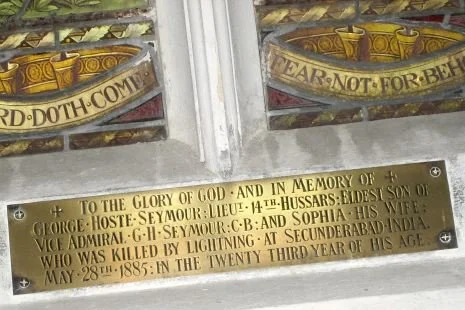 RD·DOTH·COME
FEAR·NOT·FOR·BEHO
✠ TO THE GLORY OF GOD · AND IN MEMORY OF ✠
GEORGE · HOSTE · SEYMOUR : LIEUT · 14TH · HUSSARS : ELDEST SON OF
VICE ADMIRAL · G · H · SEYMOUR : C · B · AND SOPHIA · HIS WIFE :
WHO WAS KILLED BY LIGHTNING · AT SECUNDERABAD · INDIA.
MAY · 28TH · 1885 : IN THE TWENTY THIRD YEAR OF HIS AGE.